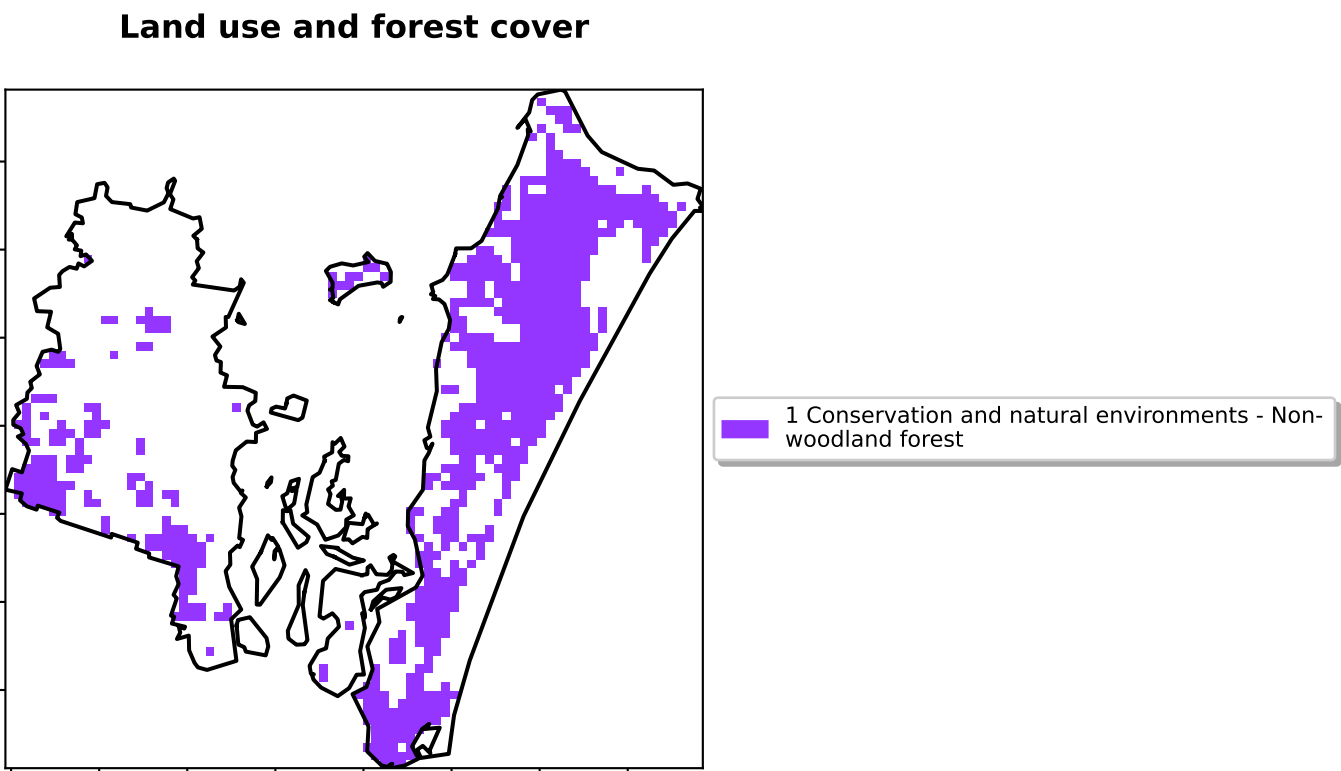 Land use and forest cover
1 Conservation and natural environments - Non-
woodland forest